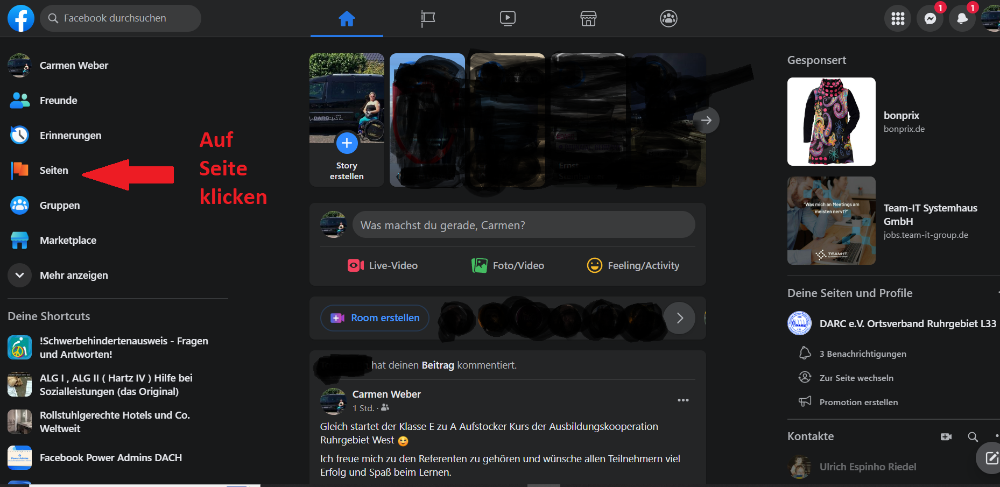 Facebook durchsuchen
1
1
Carmen Weber
Freunde
Erinnerungen
Seiten
Gruppen
Marketplace
Mehr anzeigen
Auf
Seite
klicken
Deine Shortcuts
!Schwerbehindertenausweis - Fragen
und Antworten!
ALG I , ALG II ( Hartz IV ) Hilfe bei
Sozialleistungen (das Original)
Rollstuhlgerechte Hotels und Co.
Weltweit
Facebook Power Admins DACH
DARC
Story
erstellen
Ernst
Was machst du gerade, Carmen?
Live-Video
Foto/Video
Feeling/Activity
Room erstellen
hat deinen Beitrag kommentiert.
Carmen Weber
1 Std. ·
Gleich startet der Klasse E zu A Aufstocker Kurs der Ausbildungskooperation
Ruhrgebiet West
Ich freue mich zu den Referenten zu gehören und wünsche allen Teilnehmern viel
Erfolg und Spaß beim Lernen.
Gesponsert
bonprix
bonprix.de
"Was mich an Meetings am
meisten nervt?"
TEAM-IT
Team-IT Systemhaus
GmbH
jobs.team-it-group.de
Deine Seiten und Profile
DARC
L33
DARC e.V. Ortsverband Ruhrgebiet L33
3 Benachrichtigungen
Zur Seite wechseln
Promotion erstellen
Kontakte
Ulrich Espinho Riedel